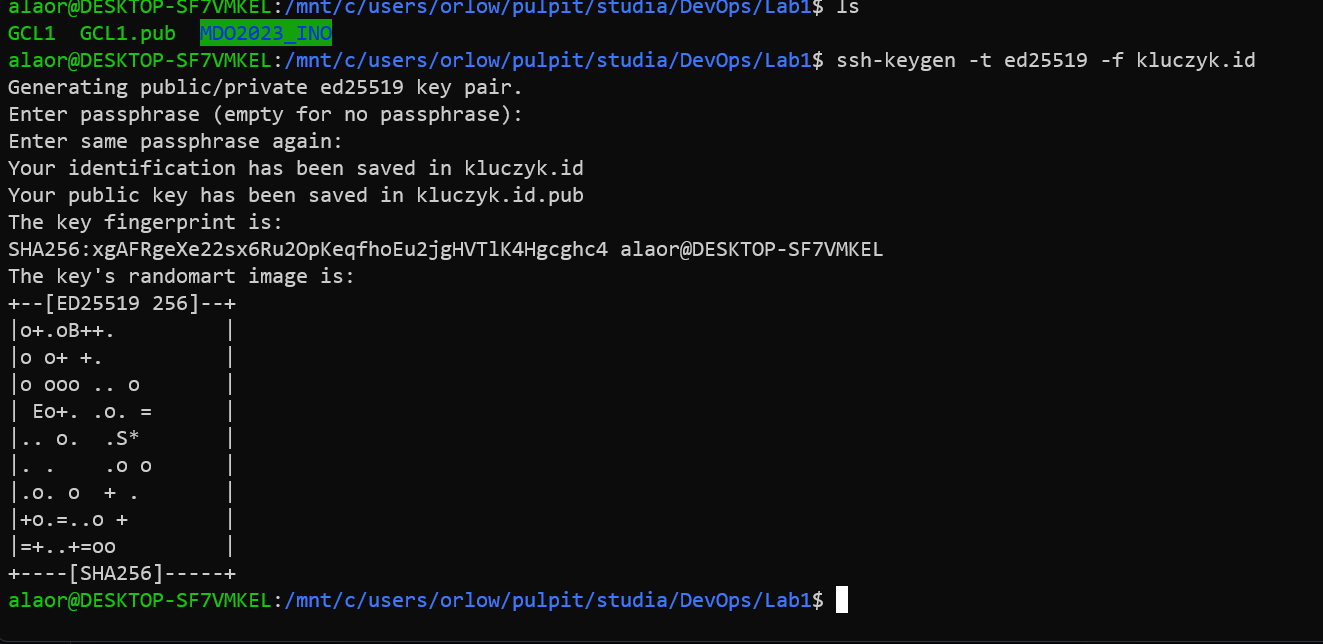 alaor@DESKTOP-SF7VMKEL:/mnt/c/users/orlow/pulpit/studia/DevOps/Lab1$ ls
GCL1  GCL1.pub  MDO2023_INO
alaor@DESKTOP-SF7VMKEL:/mnt/c/users/orlow/pulpit/studia/DevOps/Lab1$ ssh-keygen -t ed25519 -f kluczyk.id
Generating public/private ed25519 key pair.
Enter passphrase (empty for no passphrase):
Enter same passphrase again:
Your identification has been saved in kluczyk.id
Your public key has been saved in kluczyk.id.pub
The key fingerprint is:
SHA256:xgAFRgeXe22sx6Ru2OpKeqfhoEu2jgHVTlK4Hgcghc4 alaor@DESKTOP-SF7VMKEL
The key's randomart image is:
+--[ED25519 256]--+
|o+.oB++.         |
|o o+ +.          |
|o ooo .. o       |
| Eo+. .o. =      |
|.. o.  .S*       |
|. .    .o o      |
|.o. o  + .       |
|+o.=..o +        |
|=+..+=oo         |
+----[SHA256]-----+
alaor@DESKTOP-SF7VMKEL:/mnt/c/users/orlow/pulpit/studia/DevOps/Lab1$